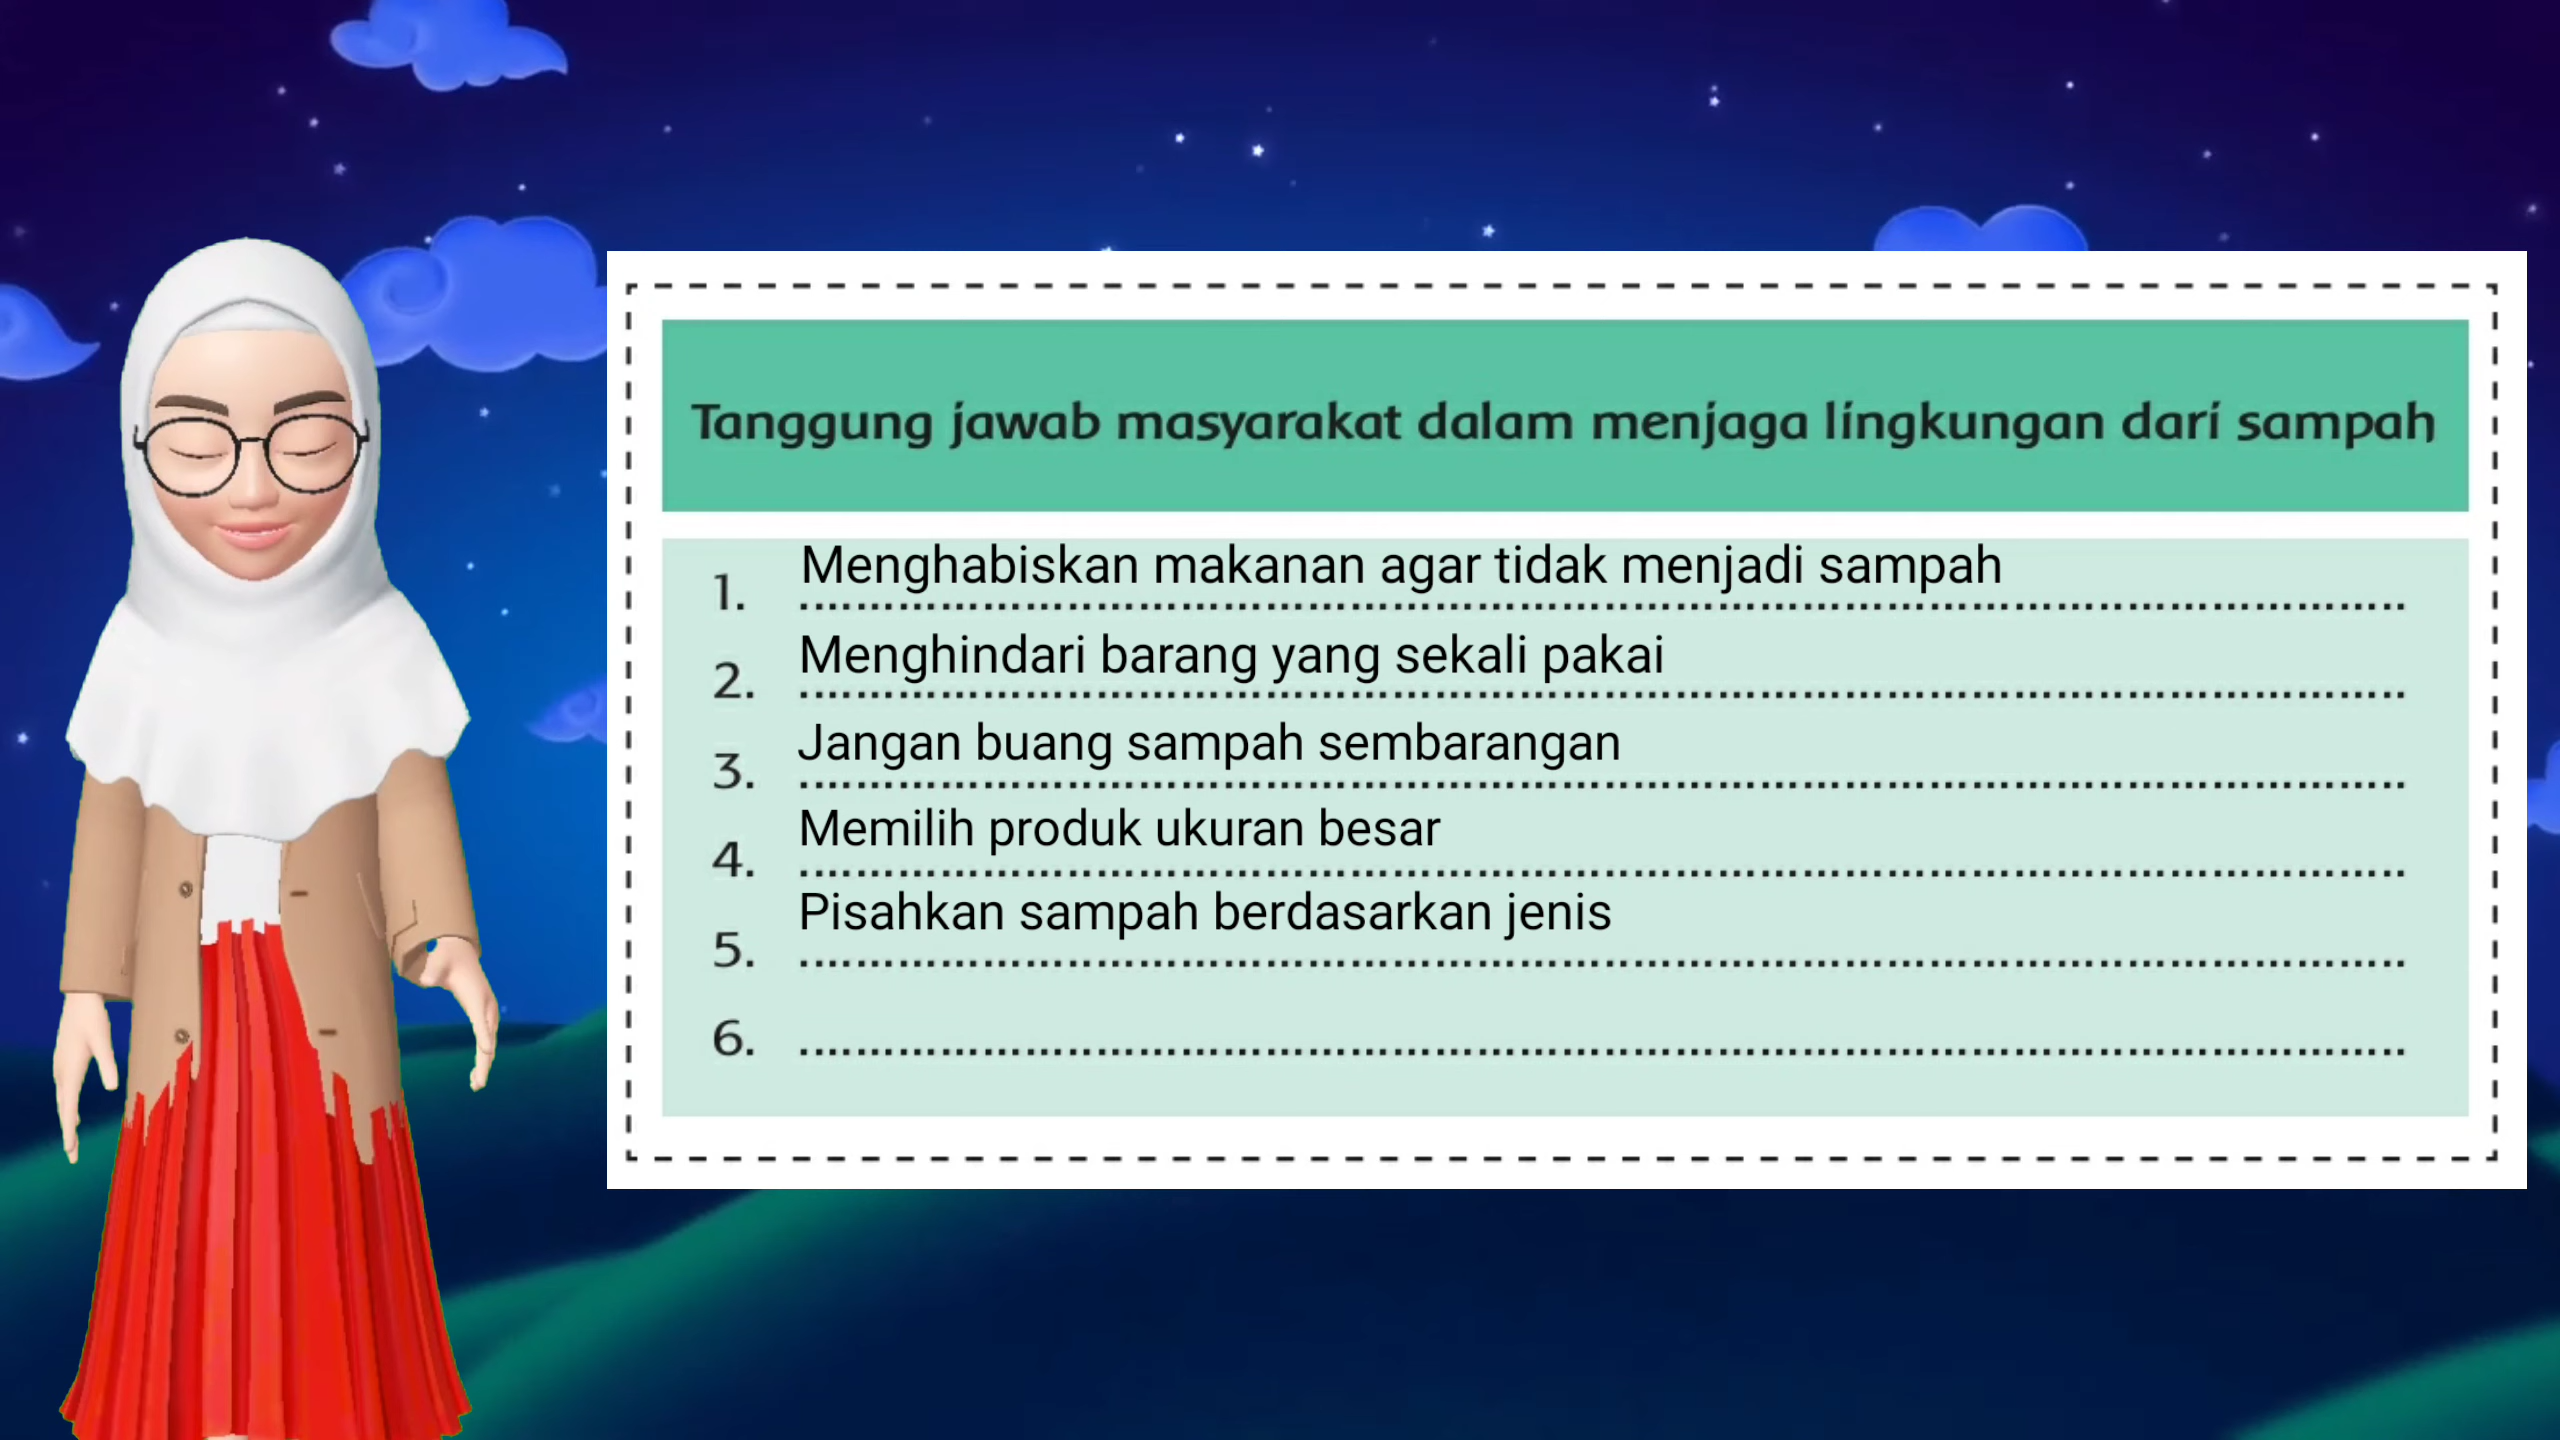 Tanggung jawab masyarakat dalam menjaga lingkungan dari sampah
1. Menghabiskan makanan agar tidak menjadi sampah
2. Menghindari barang yang sekali pakai
3. Jangan buang sampah sembarangan
4. Memilih produk ukuran besar
5. Pisahkan sampah berdasarkan jenis
6.